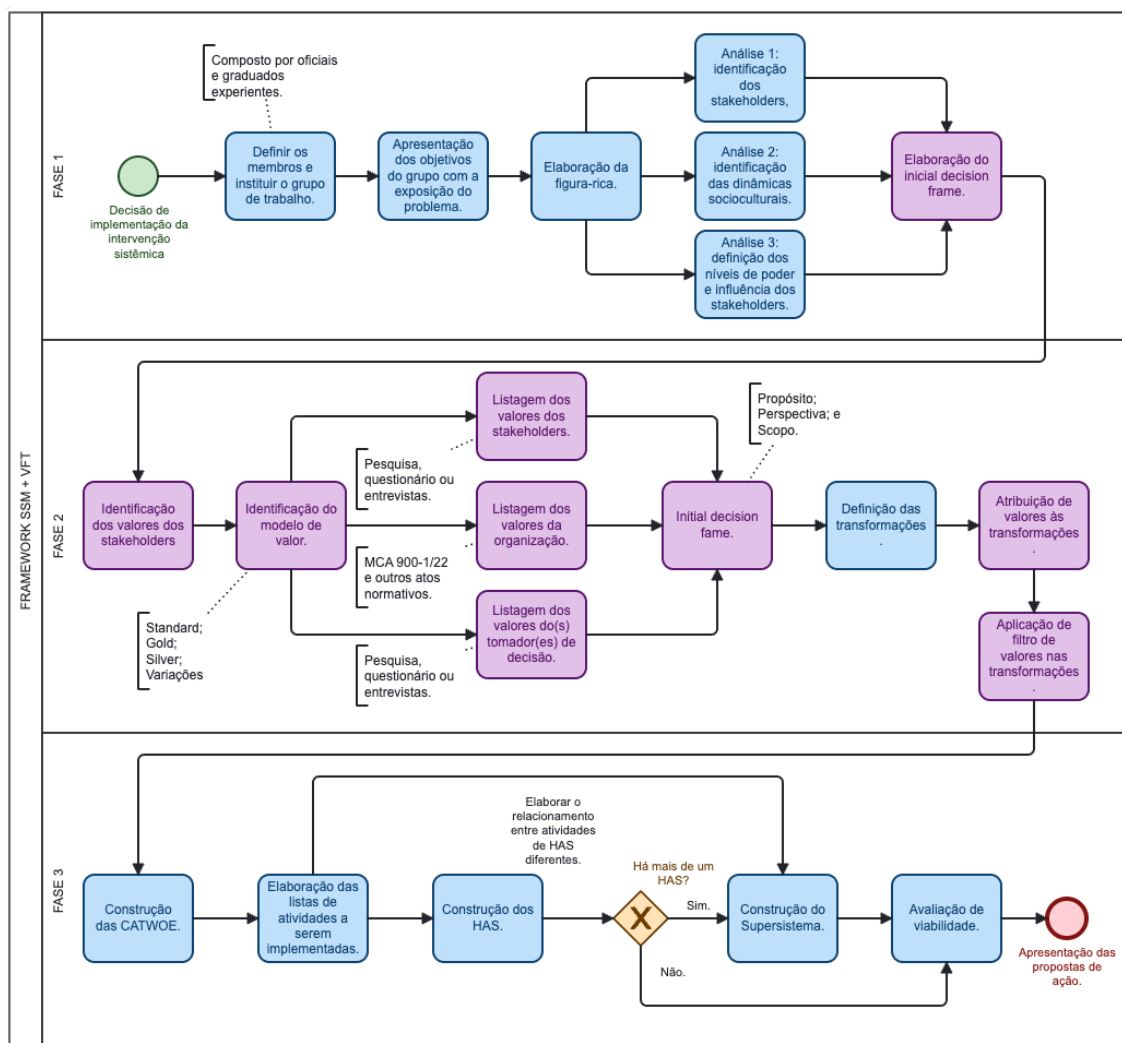 FRAMEWORK SSM + VFT
FASE 1
Composto por oficiais
e graduados
experientes.
Decisão de
implementação da
intervenção
sistêmica
Definir os
membros e
instituir o grupo
de trabalho.
Apresentação
dos objetivos
do grupo com a
exposição do
problema.
Elaboração da
figura-rica.
Análise 1:
identificação
dos
stakeholders,
Análise 2:
identificação
das dinâmicas
socioculturais.
Análise 3:
definição dos
níveis de poder
e influência dos
stakeholders.
Elaboração do
inicial decision
frame.
FASE 2
Identificação
dos valores dos
stakeholders
Identificação do
modelo de
valor.
Standard;
Gold;
Silver;
Variações
Listagem dos
valores dos
stakeholders.
Pesquisa,
questionário ou
entrevistas.
Listagem dos
valores da
organização.
MCA 900-1/22
e outros atos
normativos.
Listagem dos
valores do(s)
tomador(es) de
decisão.
Pesquisa,
questionário ou
entrevistas.
Propósito;
Perspectiva; e
Scopo.
Initial decision
fame.
Definição das
transformações
.
Atribuição de
valores às
transformações
.
Aplicação de
filtro de
valores nas
transformações
.
FASE 3
Construção
das CATWOE.
Elaboração das
listas de
atividades a
serem
implementadas.
Construção dos
HAS.
Elaborar o
relacionamento
entre atividades
de HAS
diferentes.
Há mais de um
HAS?
X
Sim.
Não.
Construção do
Supersistema.
Avaliação de
viabilidade.
Apresentação das
propostas de
ação.